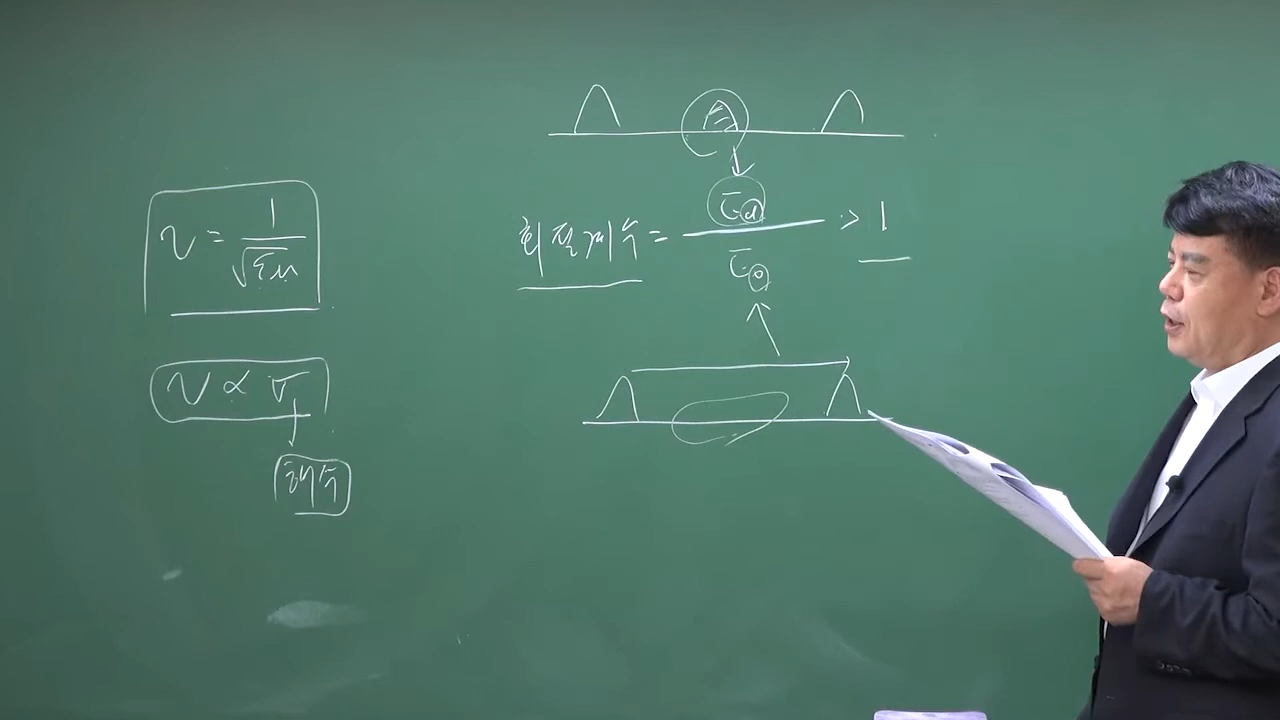 v = 1/√εμ
v ∝ σ
해수
회절계수 = Ed/Eo > 1